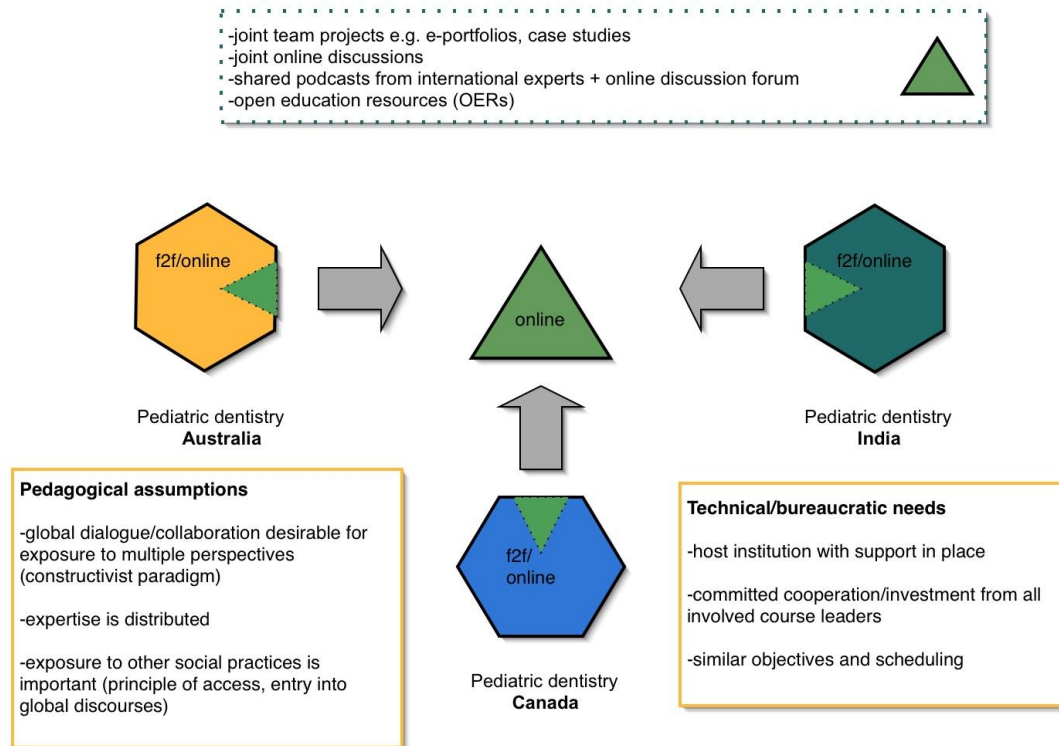 -joint team projects e.g. e-portfolios, case studies
-joint online discussions
-shared podcasts from international experts + online discussion forum
-open education resources (OERs)
f2f/online
online
f2f/online
Pediatric dentistry
Australia
Pediatric dentistry
India
f2f/
online
Pediatric dentistry
Canada
Pedagogical assumptions
-global dialogue/collaboration desirable for
exposure to multiple perspectives
(constructivist paradigm)
-expertise is distributed
-exposure to other social practices is
important (principle of access, entry into
global discourses)
Technical/bureaucratic needs
-host institution with support in place
-committed cooperation/investment from all
involved course leaders
-similar objectives and scheduling